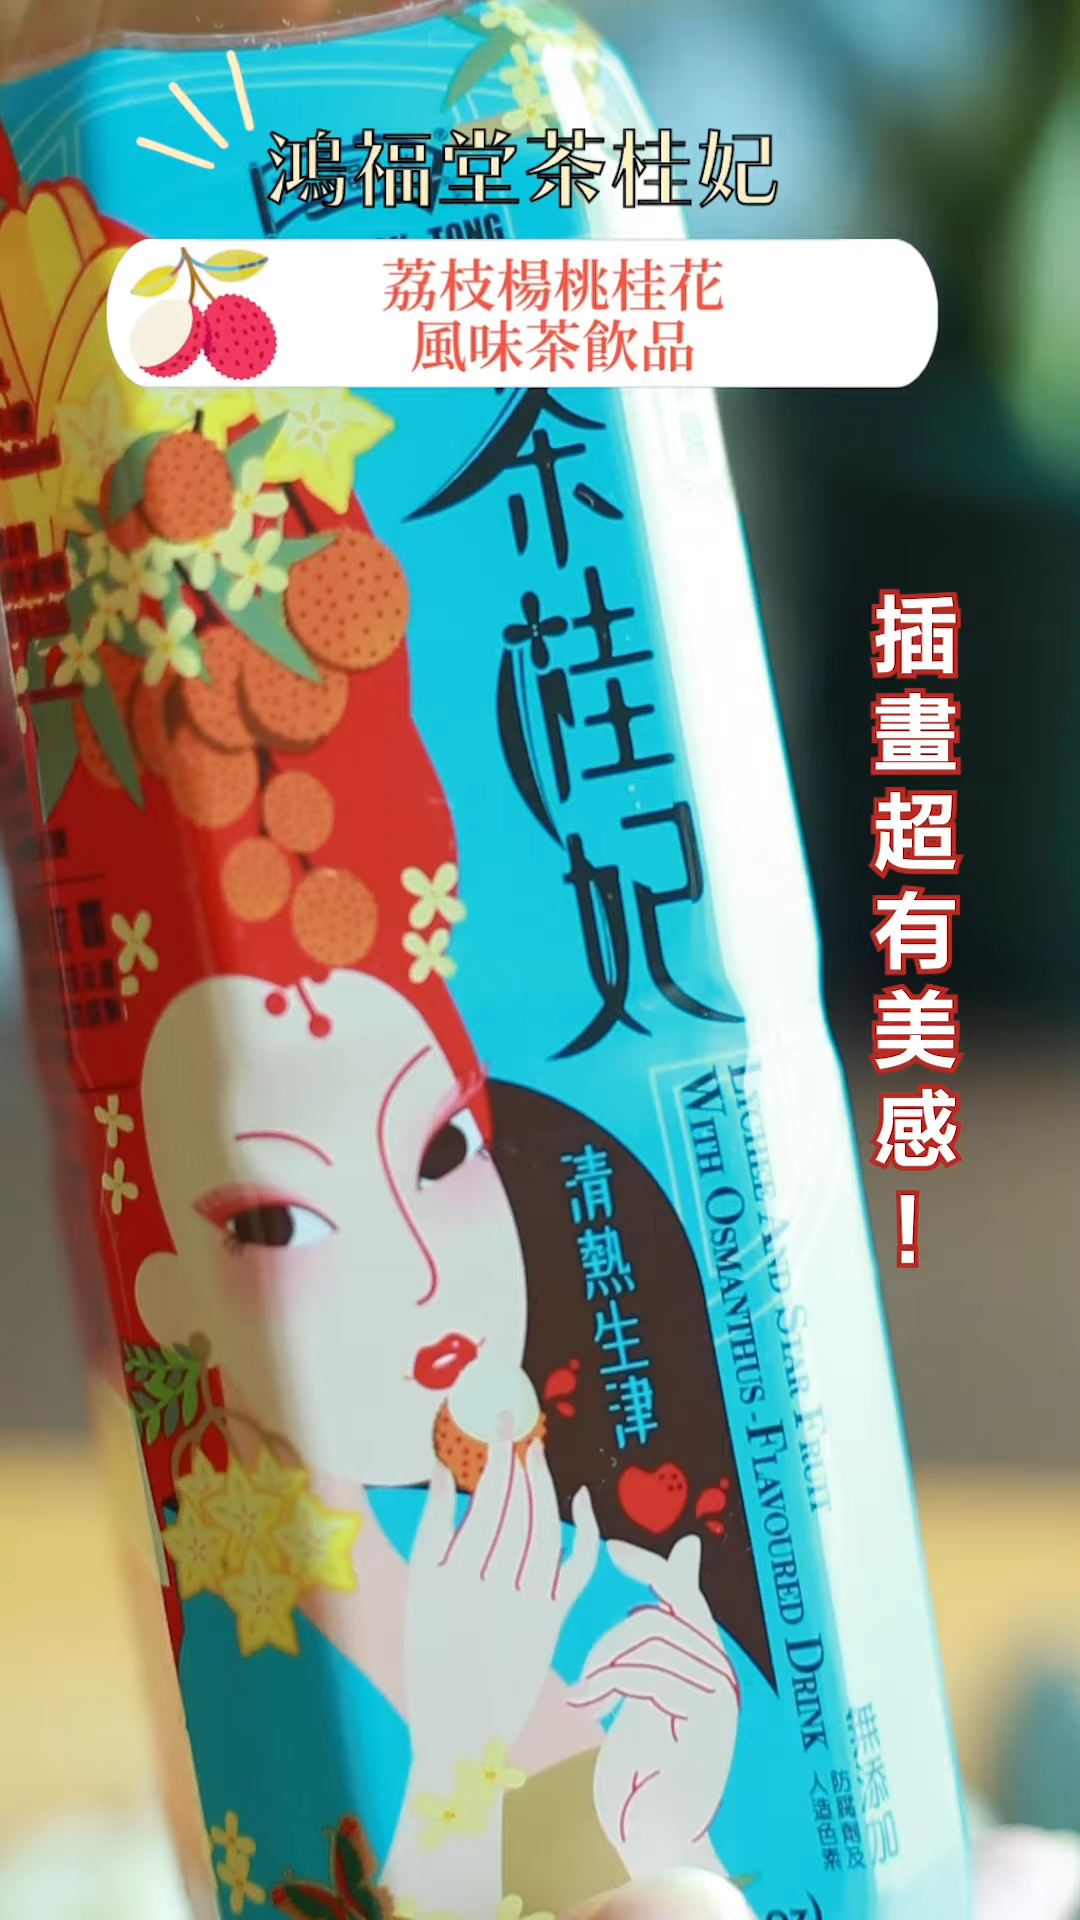 鴻福堂茶桂妃
TONG
荔枝楊桃桂花
風味茶飲品
茶桂妃
插畫超有美感！
LYCHEE AND STAR FRUIT
WITH OSMANTHUS-FLAVOURED DRINK
清熱生津
無添加
防腐劑及
人造色素